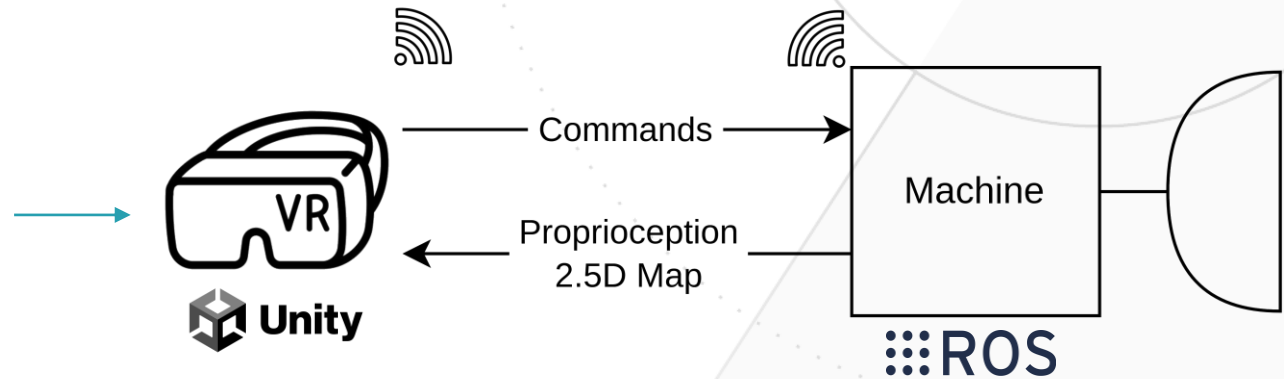 Commands
VR
Machine
Proprioception
2.5D Map
Unity
ROS